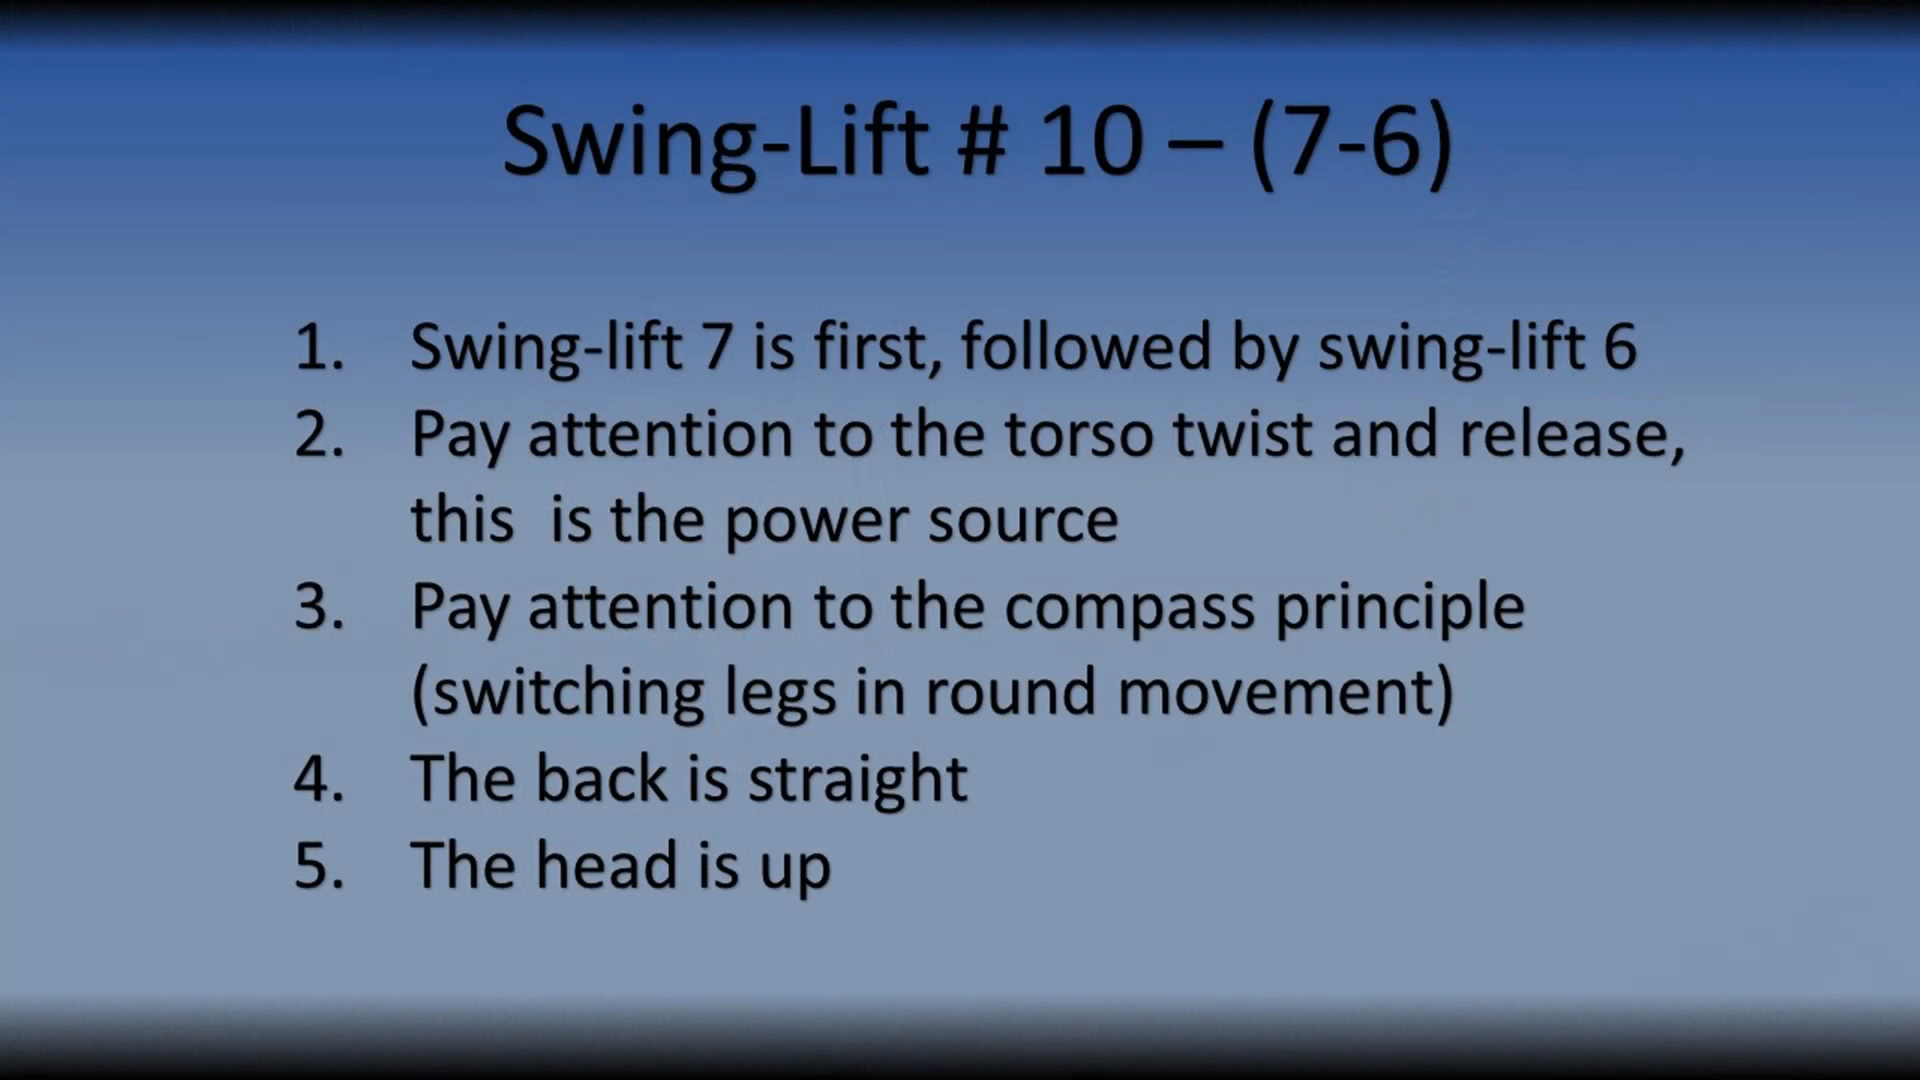 Swing-Lift # 10 – (7-6)
1. Swing-lift 7 is first, followed by swing-lift 6
2. Pay attention to the torso twist and release,
this  is the power source
3. Pay attention to the compass principle
(switching legs in round movement)
4. The back is straight
5. The head is up